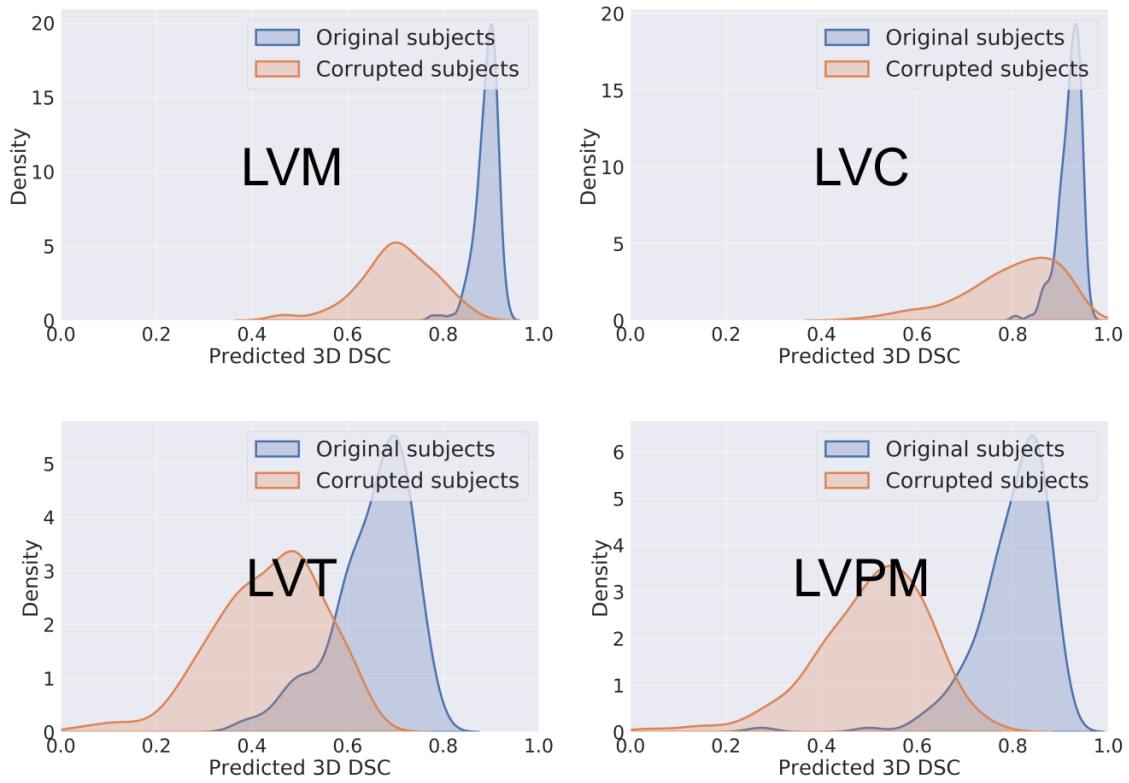 20
15
10
5
0
Density
Original subjects
Corrupted subjects
LVM
0.0 0.2 0.4 0.6 0.8 1.0
Predicted 3D DSC
20
15
10
5
0
Density
Original subjects
Corrupted subjects
LVC
0.0 0.2 0.4 0.6 0.8 1.0
Predicted 3D DSC
5
4
3
2
1
0
Density
Original subjects
Corrupted subjects
LVT
0.0 0.2 0.4 0.6 0.8 1.0
Predicted 3D DSC
6
5
4
3
2
1
0
Density
Original subjects
Corrupted subjects
LVPM
0.0 0.2 0.4 0.6 0.8 1.0
Predicted 3D DSC